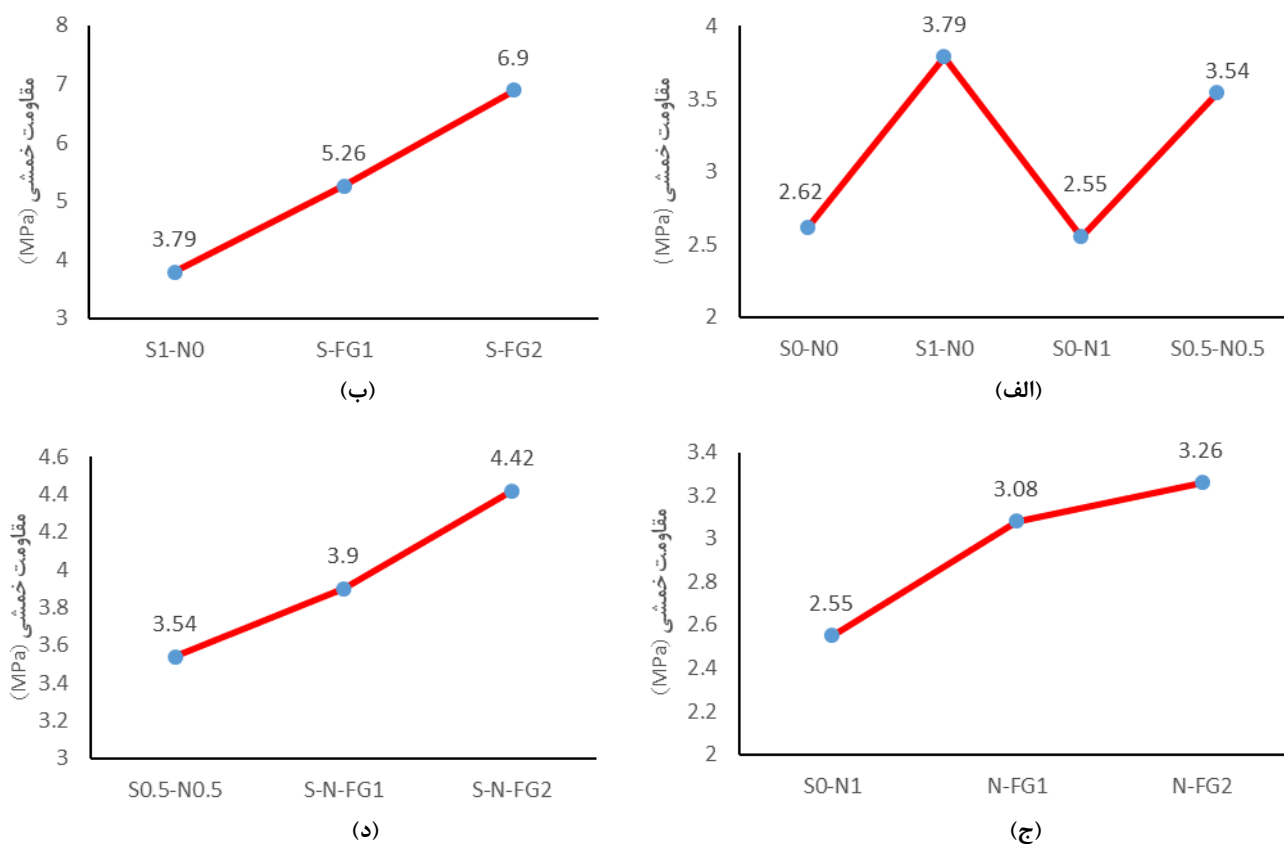 مقاومت خمشی (MPa)
8
7
6
5
4
3
3.79
5.26
6.9
S1-N0
S-FG1
S-FG2
(ب)
مقاومت خمشی (MPa)
4
3.5
3
2.5
2
2.62
3.79
2.55
3.54
S0-N0
S1-N0
S0-N1
S0.5-N0.5
(الف)
مقاومت خمشی (MPa)
4.6
4.4
4.2
4
3.8
3.6
3.4
3.2
3
3.54
3.9
4.42
S0.5-N0.5
S-N-FG1
S-N-FG2
(د)
مقاومت خمشی (MPa)
3.4
3.2
3
2.8
2.6
2.4
2.2
2
2.55
3.08
3.26
S0-N1
N-FG1
N-FG2
(ج)